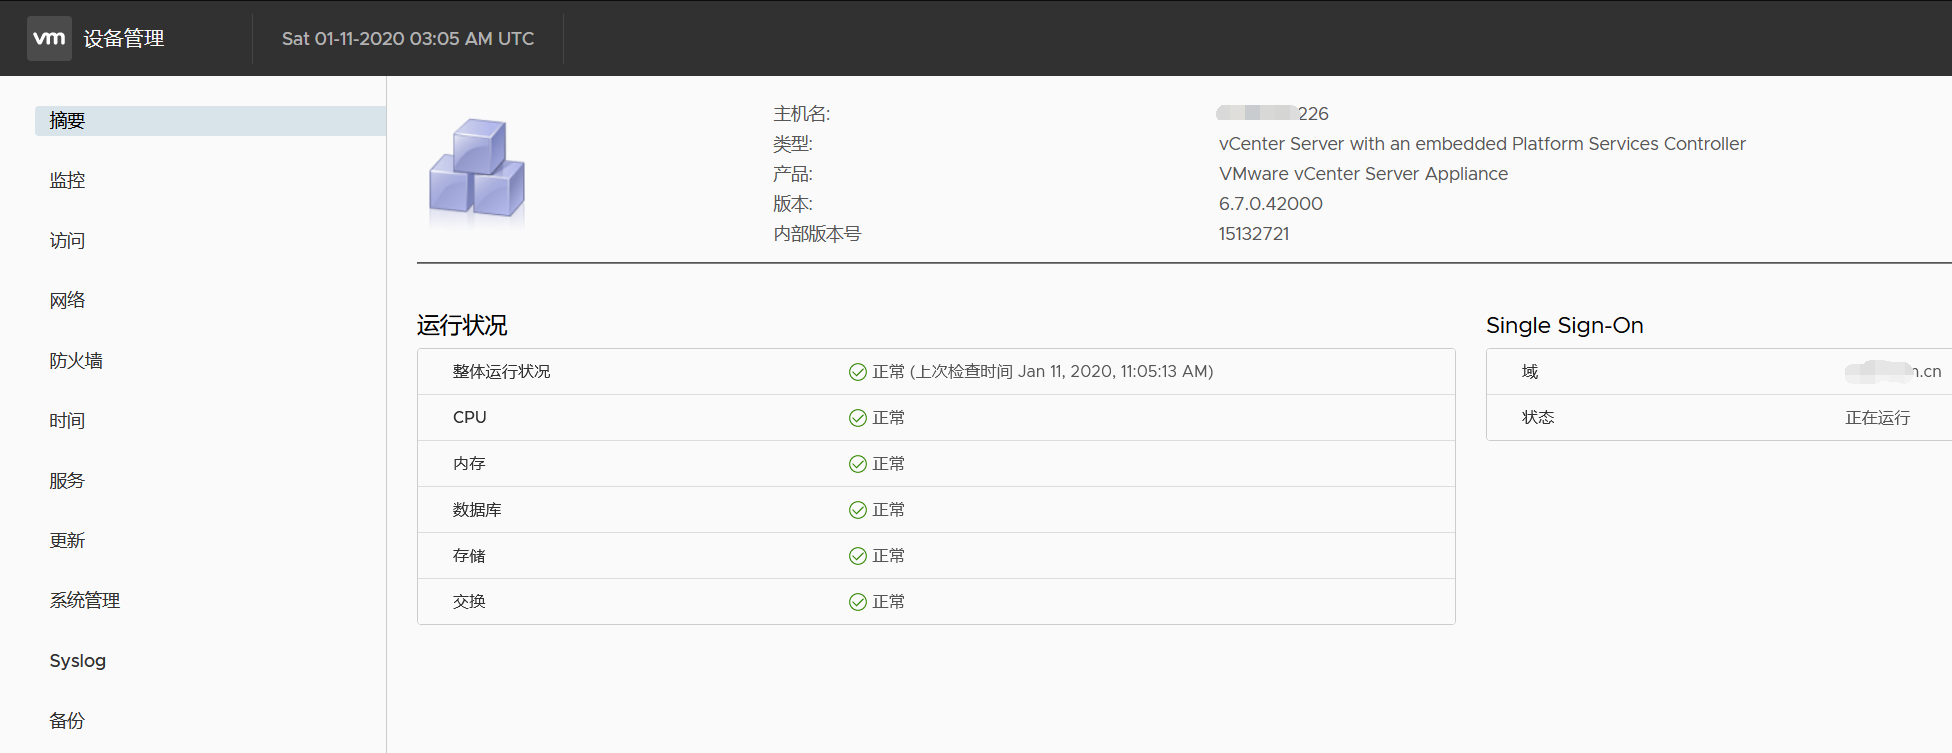 vm 设备管理 Sat 01-11-2020 03:05 AM UTC
摘要
监控
访问
网络
防火墙
时间
服务
更新
系统管理
Syslog
备份
主机名: 226
类型: vCenter Server with an embedded Platform Services Controller
产品: VMware vCenter Server Appliance
版本: 6.7.0.42000
内部版本号 15132721
运行状况
整体运行状况 正常 (上次检查时间 Jan 11, 2020, 11:05:13 AM)
CPU 正常
内存 正常
数据库 正常
存储 正常
交换 正常
Single Sign-On
域 .cn
状态 正在运行